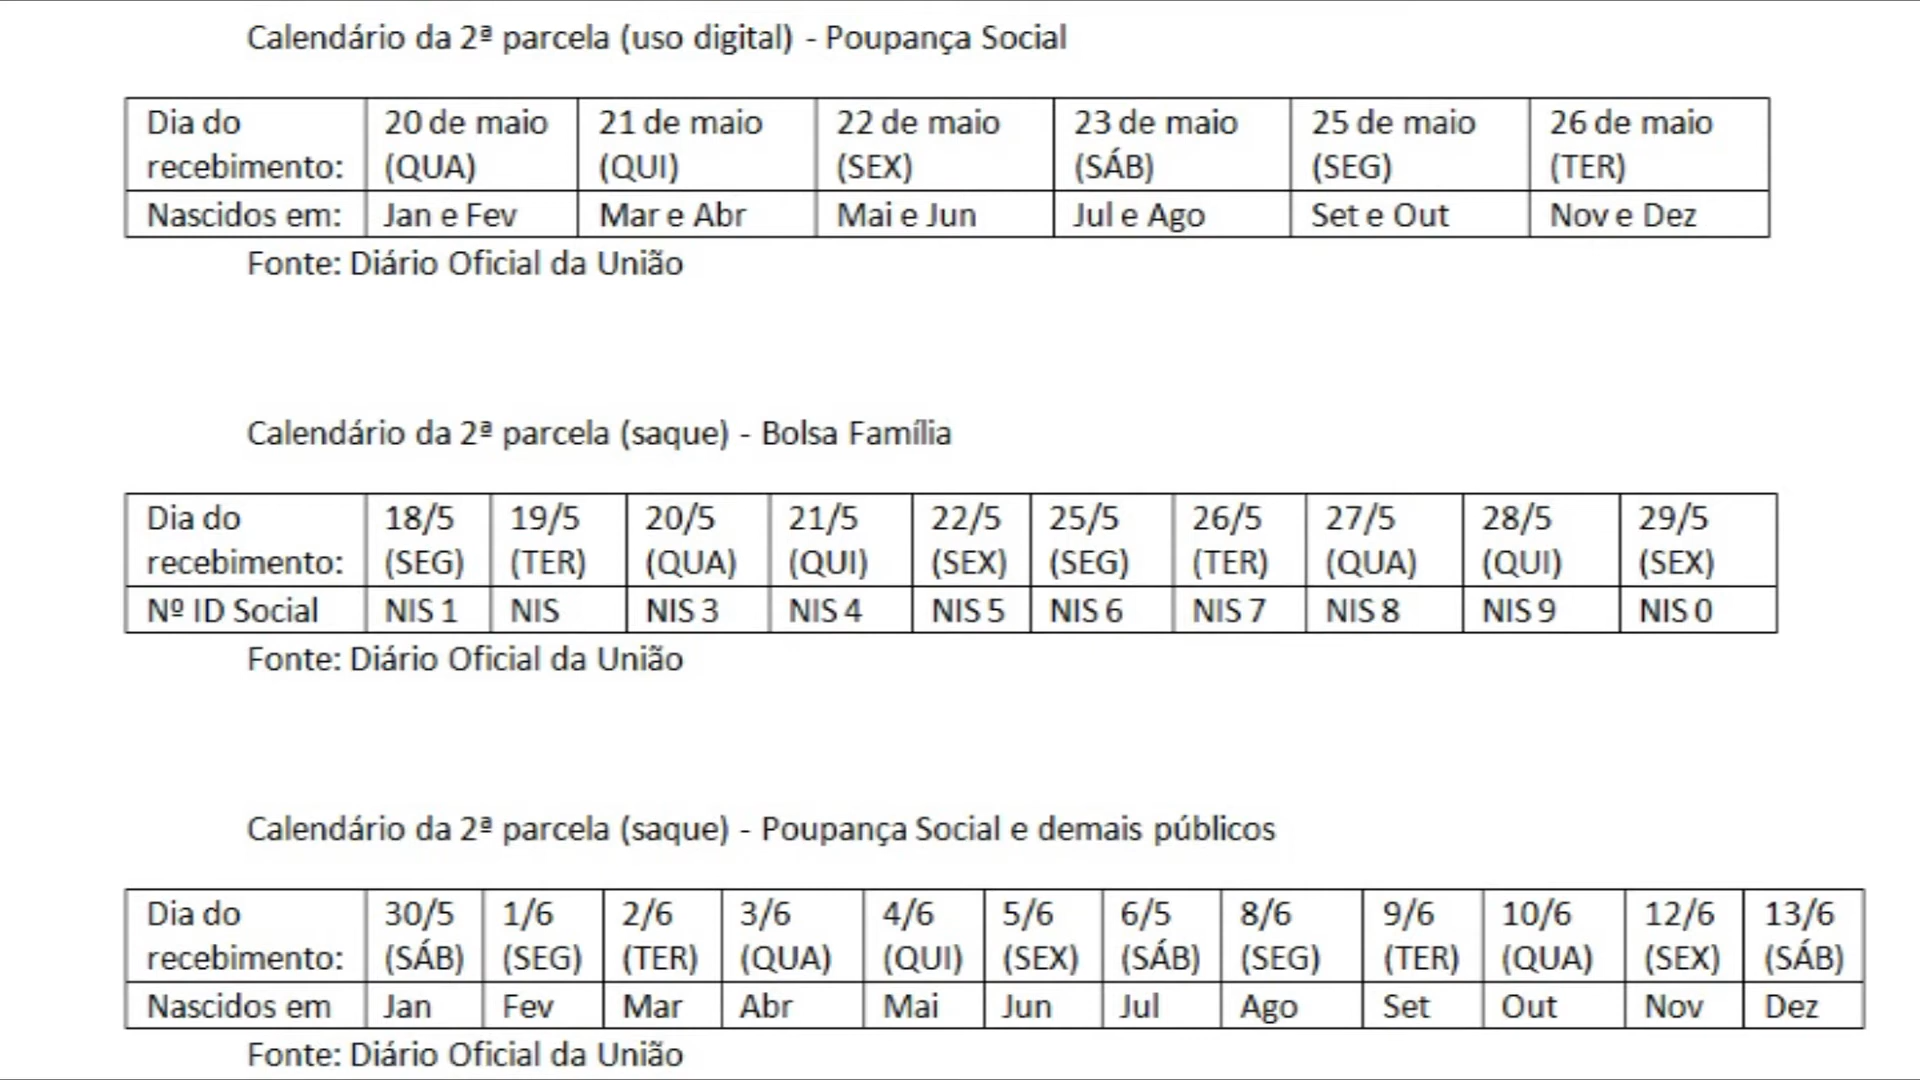 Calendário da 2ª parcela (uso digital) - Poupança Social
Dia do recebimento: 20 de maio (QUA) 21 de maio (QUI) 22 de maio (SEX) 23 de maio (SÁB) 25 de maio (SEG) 26 de maio (TER)
Nascidos em: Jan e Fev Mar e Abr Mai e Jun Jul e Ago Set e Out Nov e Dez
Fonte: Diário Oficial da União
Calendário da 2ª parcela (saque) - Bolsa Família
Dia do recebimento: 18/5 (SEG) 19/5 (TER) 20/5 (QUA) 21/5 (QUI) 22/5 (SEX) 25/5 (SEG) 26/5 (TER) 27/5 (QUA) 28/5 (QUI) 29/5 (SEX)
Nº ID Social NIS 1 NIS NIS 3 NIS 4 NIS 5 NIS 6 NIS 7 NIS 8 NIS 9 NIS 0
Fonte: Diário Oficial da União
Calendário da 2ª parcela (saque) - Poupança Social e demais públicos
Dia do recebimento: 30/5 (SÁB) 1/6 (SEG) 2/6 (TER) 3/6 (QUA) 4/6 (QUI) 5/6 (SEX) 6/5 (SÁB) 8/6 (SEG) 9/6 (TER) 10/6 (QUA) 12/6 (SEX) 13/6 (SÁB)
Nascidos em Jan Fev Mar Abr Mai Jun Jul Ago Set Out Nov Dez
Fonte: Diário Oficial da União